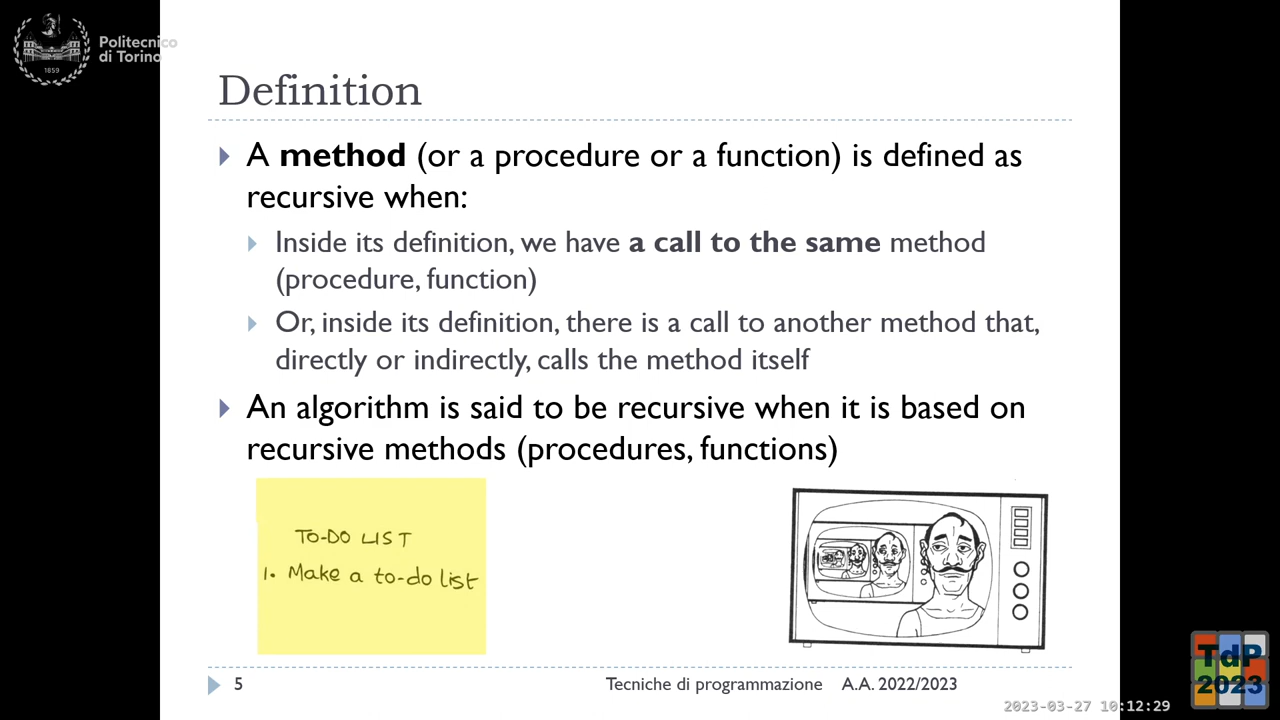 Politecnico
di Torino
1859
Definition
A method (or a procedure or a function) is defined as
recursive when:
Inside its definition, we have a call to the same method
(procedure, function)
Or, inside its definition, there is a call to another method that,
directly or indirectly, calls the method itself
An algorithm is said to be recursive when it is based on
recursive methods (procedures, functions)
TO-DO LIST
1. Make a to-do list
5
Tecniche di programmazione A.A. 2022/2023
TdP
2023
2023-03-27 10:12:29